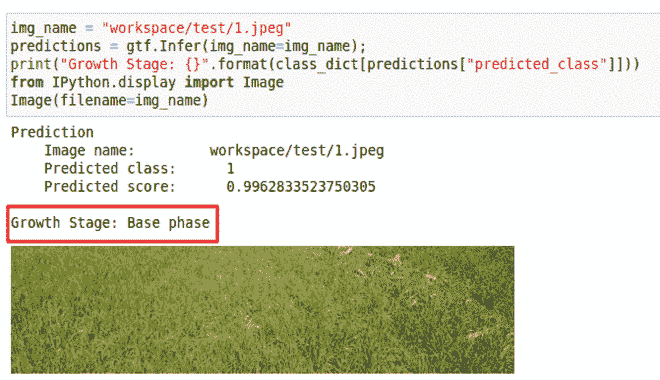 img_name = "workspace/test/1.jpeg"
predictions = gtf.Infer(img_name=img_name);
print("Growth Stage: {}".format(class_dict[predictions["predicted_class"]]))
from IPython.display import Image
Image(filename=img_name)
Prediction
    Image name:         workspace/test/1.jpeg
    Predicted class:      1
    Predicted score:      0.9962833523750305
Growth Stage: Base phase